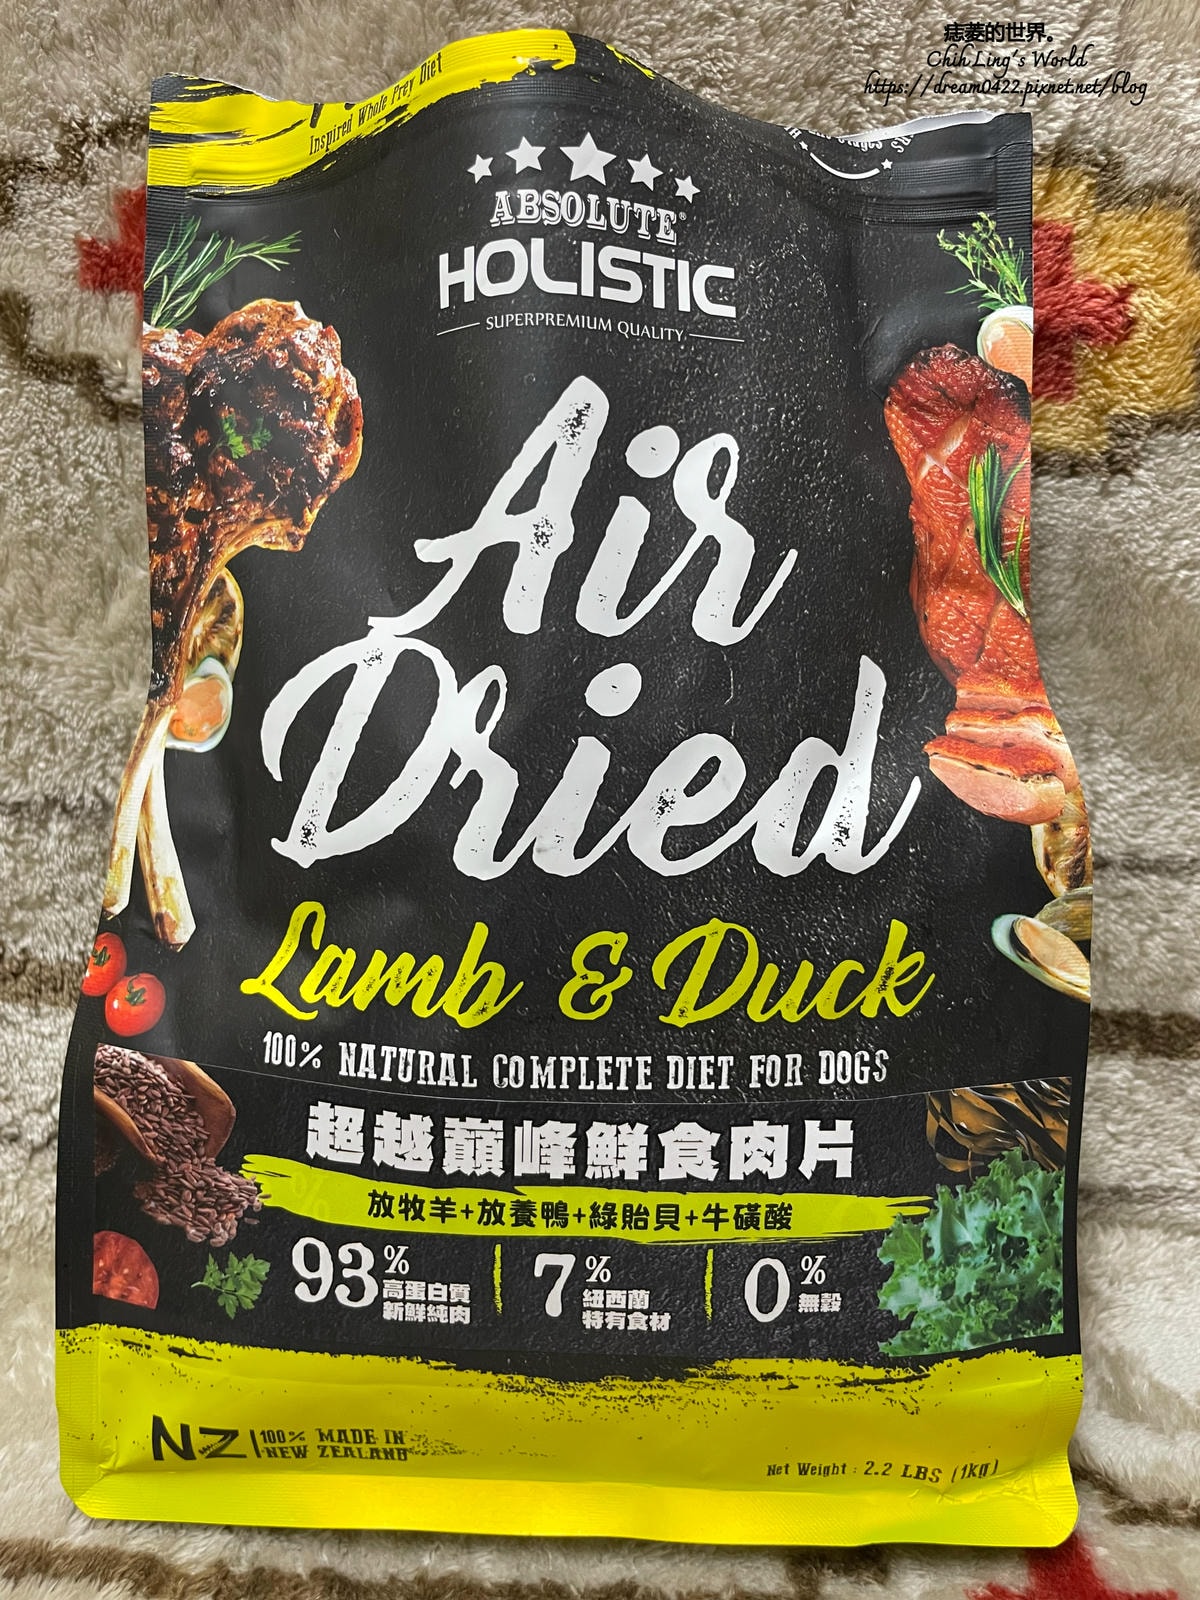 痣菱的世界。
Chih Ling's World
https://dream0422.pixnet.net/blog
Inspired Whole Prey Diet
ABSOLUTE®
HOLISTIC
SUPERPREMIUM QUALITY
Air
Dried
Lamb & Duck
100% NATURAL COMPLETE DIET FOR DOGS
超越巔峰鮮食肉片
放牧羊+放養鴨+綠貽貝+牛磺酸
93% 高蛋白質
新鮮純肉
7% 紐西蘭
特有食材
0% 無穀
NZ 100% MADE IN
NEW ZEALAND
Net Weight : 2.2 LBS (1Kg)